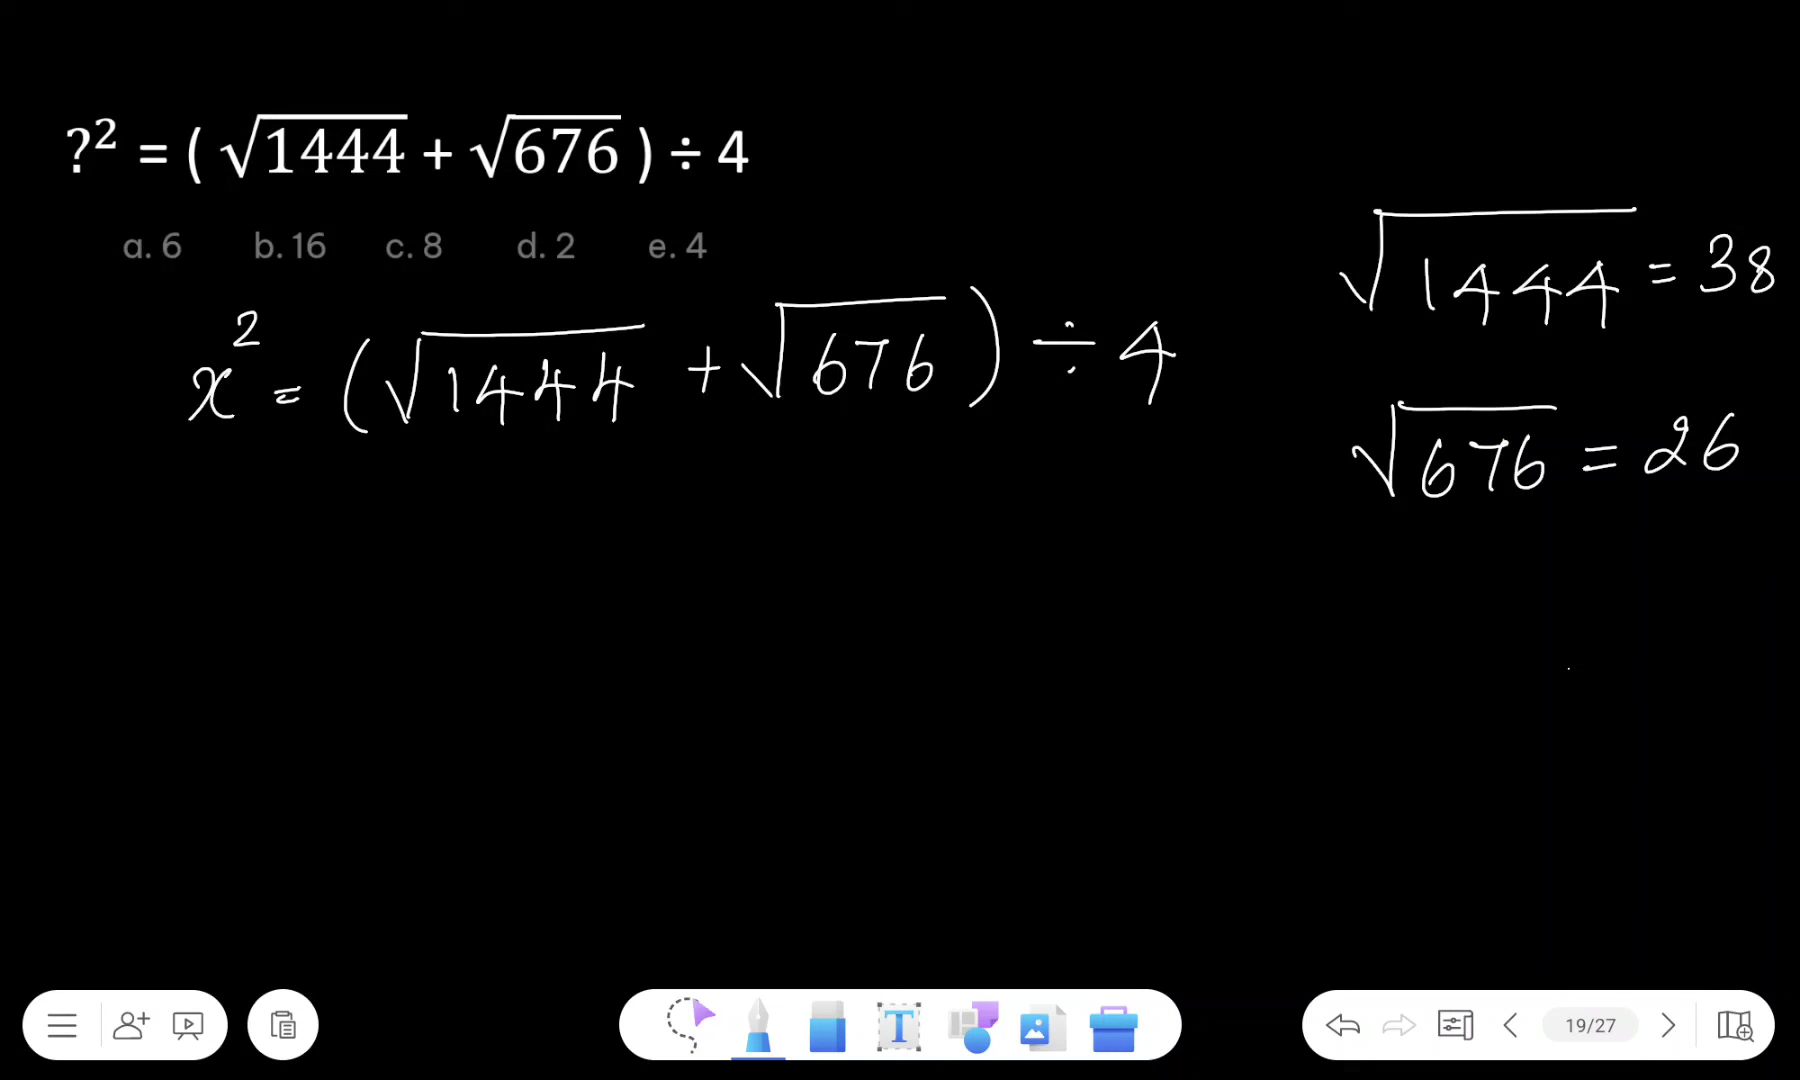 ?² = ( √1444 + √676 ) ÷ 4
a. 6 b. 16 c. 8 d. 2 e. 4
x² = (√1444 + √676) ÷ 4
√1444 = 38
√676 = 26
T
19/27